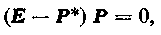 (E − P*) P = 0,